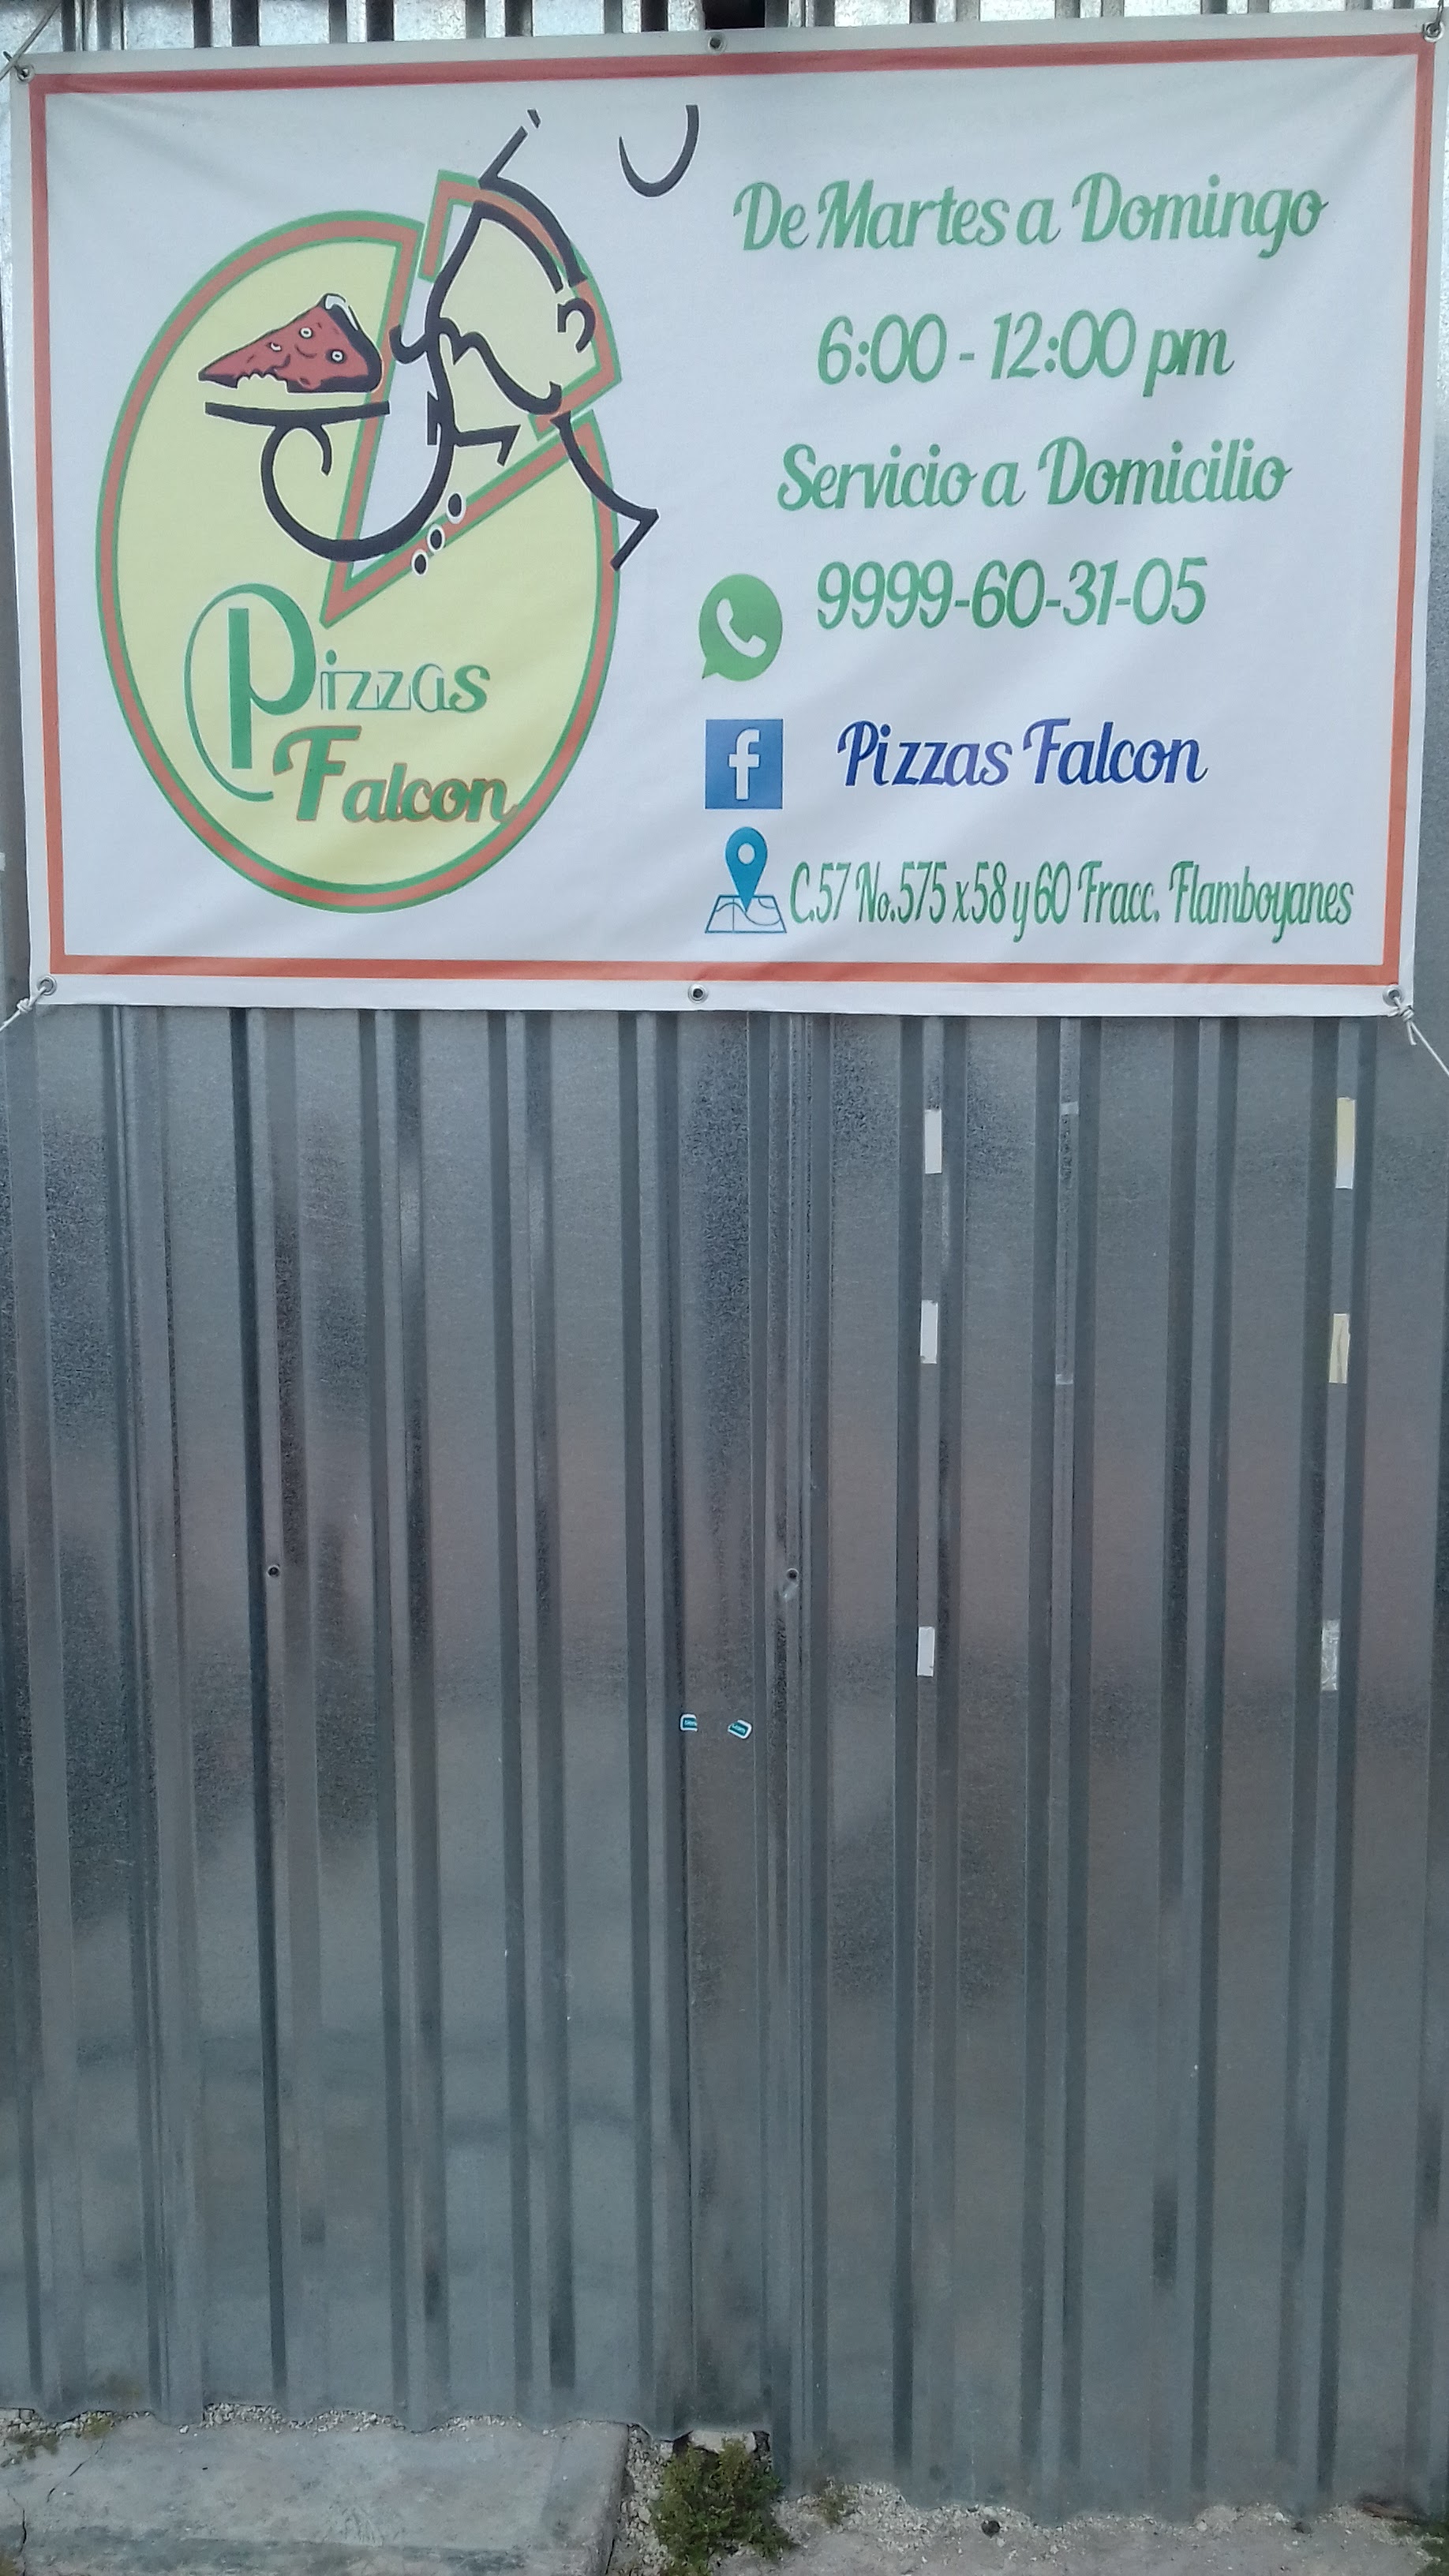 Pizzas
Falcon
De Martes a Domingo
6:00 - 12:00 pm
Servicio a Domicilio
9999-60-31-05
f
Pizzas Falcon
C.57 No.575 x 58 y 60 Fracc. Flamboyanes